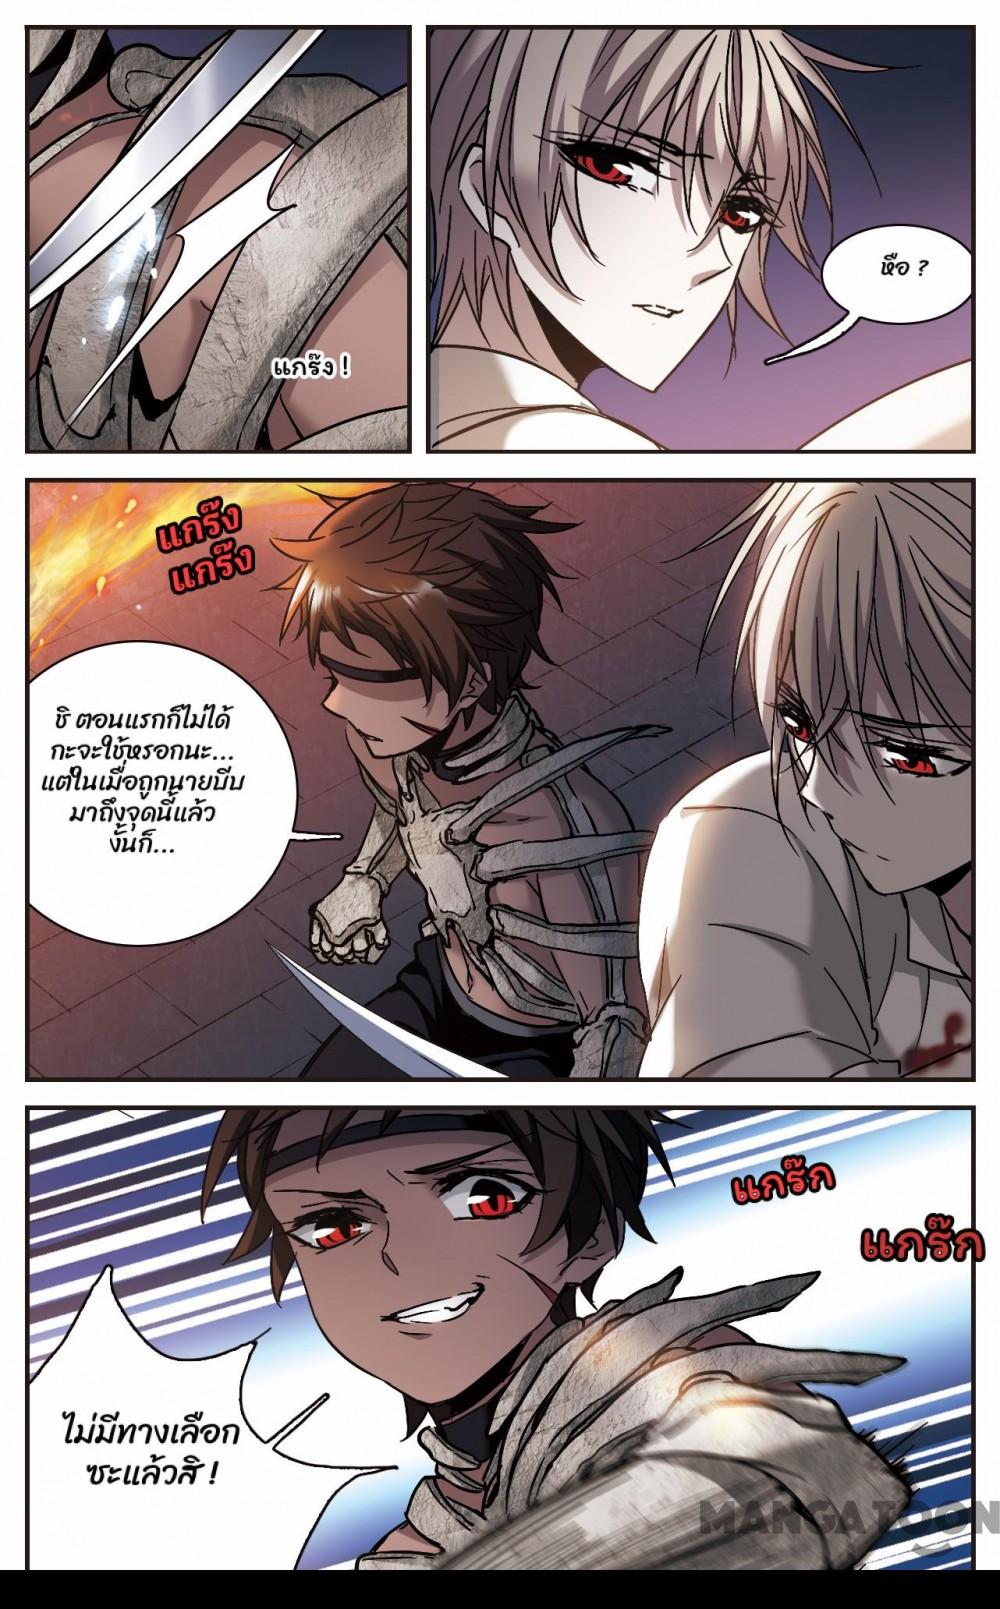 แกร๊ง !
หือ ?
แกร๊ง
แกร๊ง
ชิ ตอนแรกก็ไม่ได้
กะจะใช้หรอกนะ...
แต่ในเมื่อถูกนายบีบ
มาถึงจุดนี้แล้ว
งั้นก็...
แกร๊ก
แกร๊ก
ไม่มีทางเลือก
ซะแล้วสิ !
MANGATOON